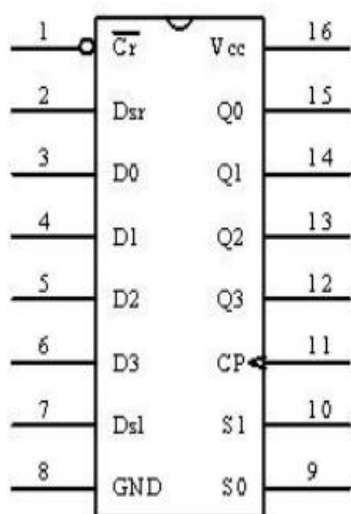 1 C̅r̅ Vcc 16
2 Dsr Q0 15
3 D0 Q1 14
4 D1 Q2 13
5 D2 Q3 12
6 D3 CP 11
7 Dsl S1 10
8 GND S0 9